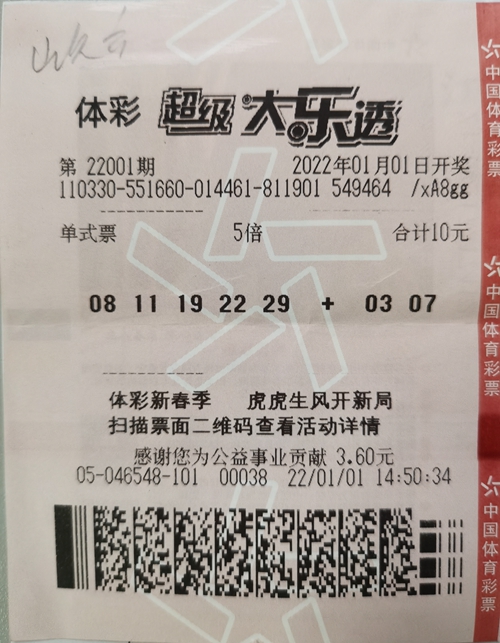 体彩 超级大乐透
第 22001期 2022年01月01日开奖
110330-551660-014461-811901 549464 /xA8gg
单式票 5倍 合计10元
08 11 19 22 29 + 03 07
体彩新春季 虎虎生风开新局
扫描票面二维码查看活动详情
感谢您为公益事业贡献 3.60元
05-046548-101 00038 22/01/01 14:50:34
中国体育彩票
中国体育彩票
中国体育彩票